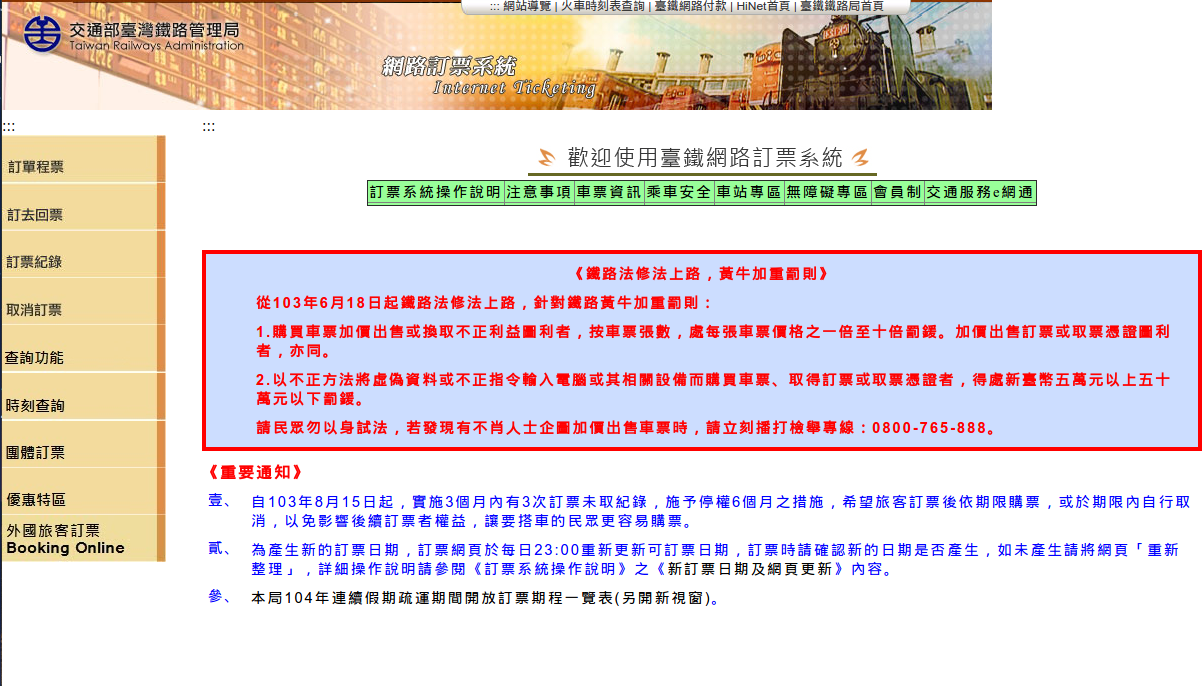 ::: 網站導覽 | 火車時刻表查詢 | 臺鐵網路付款 | HiNet首頁 | 臺鐵鐵路局首頁
交通部臺灣鐵路管理局
Taiwan Railways Administration
網路訂票系統
Internet Ticketing
:::
訂單程票
訂去回票
訂票紀錄
取消訂票
查詢功能
時刻查詢
團體訂票
優惠特區
外國旅客訂票
Booking Online
:::
歡迎使用臺鐵網路訂票系統
訂票系統操作說明 注意事項 車票資訊 乘車安全 車站專區 無障礙專區 會員制 交通服務e網通
《鐵路法修法上路，黃牛加重罰則》
從103年6月18日起鐵路法修法上路，針對鐵路黃牛加重罰則：
1.購買車票加價出售或換取不正利益圖利者，按車票張數，處每張車票價格之一倍至十倍罰鍰。加價出售訂票或取票憑證圖利
者，亦同。
2.以不正方法將虛偽資料或不正指令輸入電腦或其相關設備而購買車票、取得訂票或取票憑證者，得處新臺幣五萬元以上五十
萬元以下罰鍰。
請民眾勿以身試法，若發現有不肖人士企圖加價出售車票時，請立刻播打檢舉專線：0800-765-888。
《重要通知》
壹、 自103年8月15日起，實施3個月內有3次訂票未取紀錄，施予停權6個月之措施，希望旅客訂票後依期限購票，或於期限內自行取
消，以免影響後續訂票者權益，讓要搭車的民眾更容易購票。
貳、 為產生新的訂票日期，訂票網頁於每日23:00重新更新可訂票日期，訂票時請確認新的日期是否產生，如未產生請將網頁「重新
整理」，詳細操作說明請參閱《訂票系統操作說明》之《新訂票日期及網頁更新》內容。
參、 本局104年連續假期疏運期間開放訂票期程一覽表(另開新視窗)。